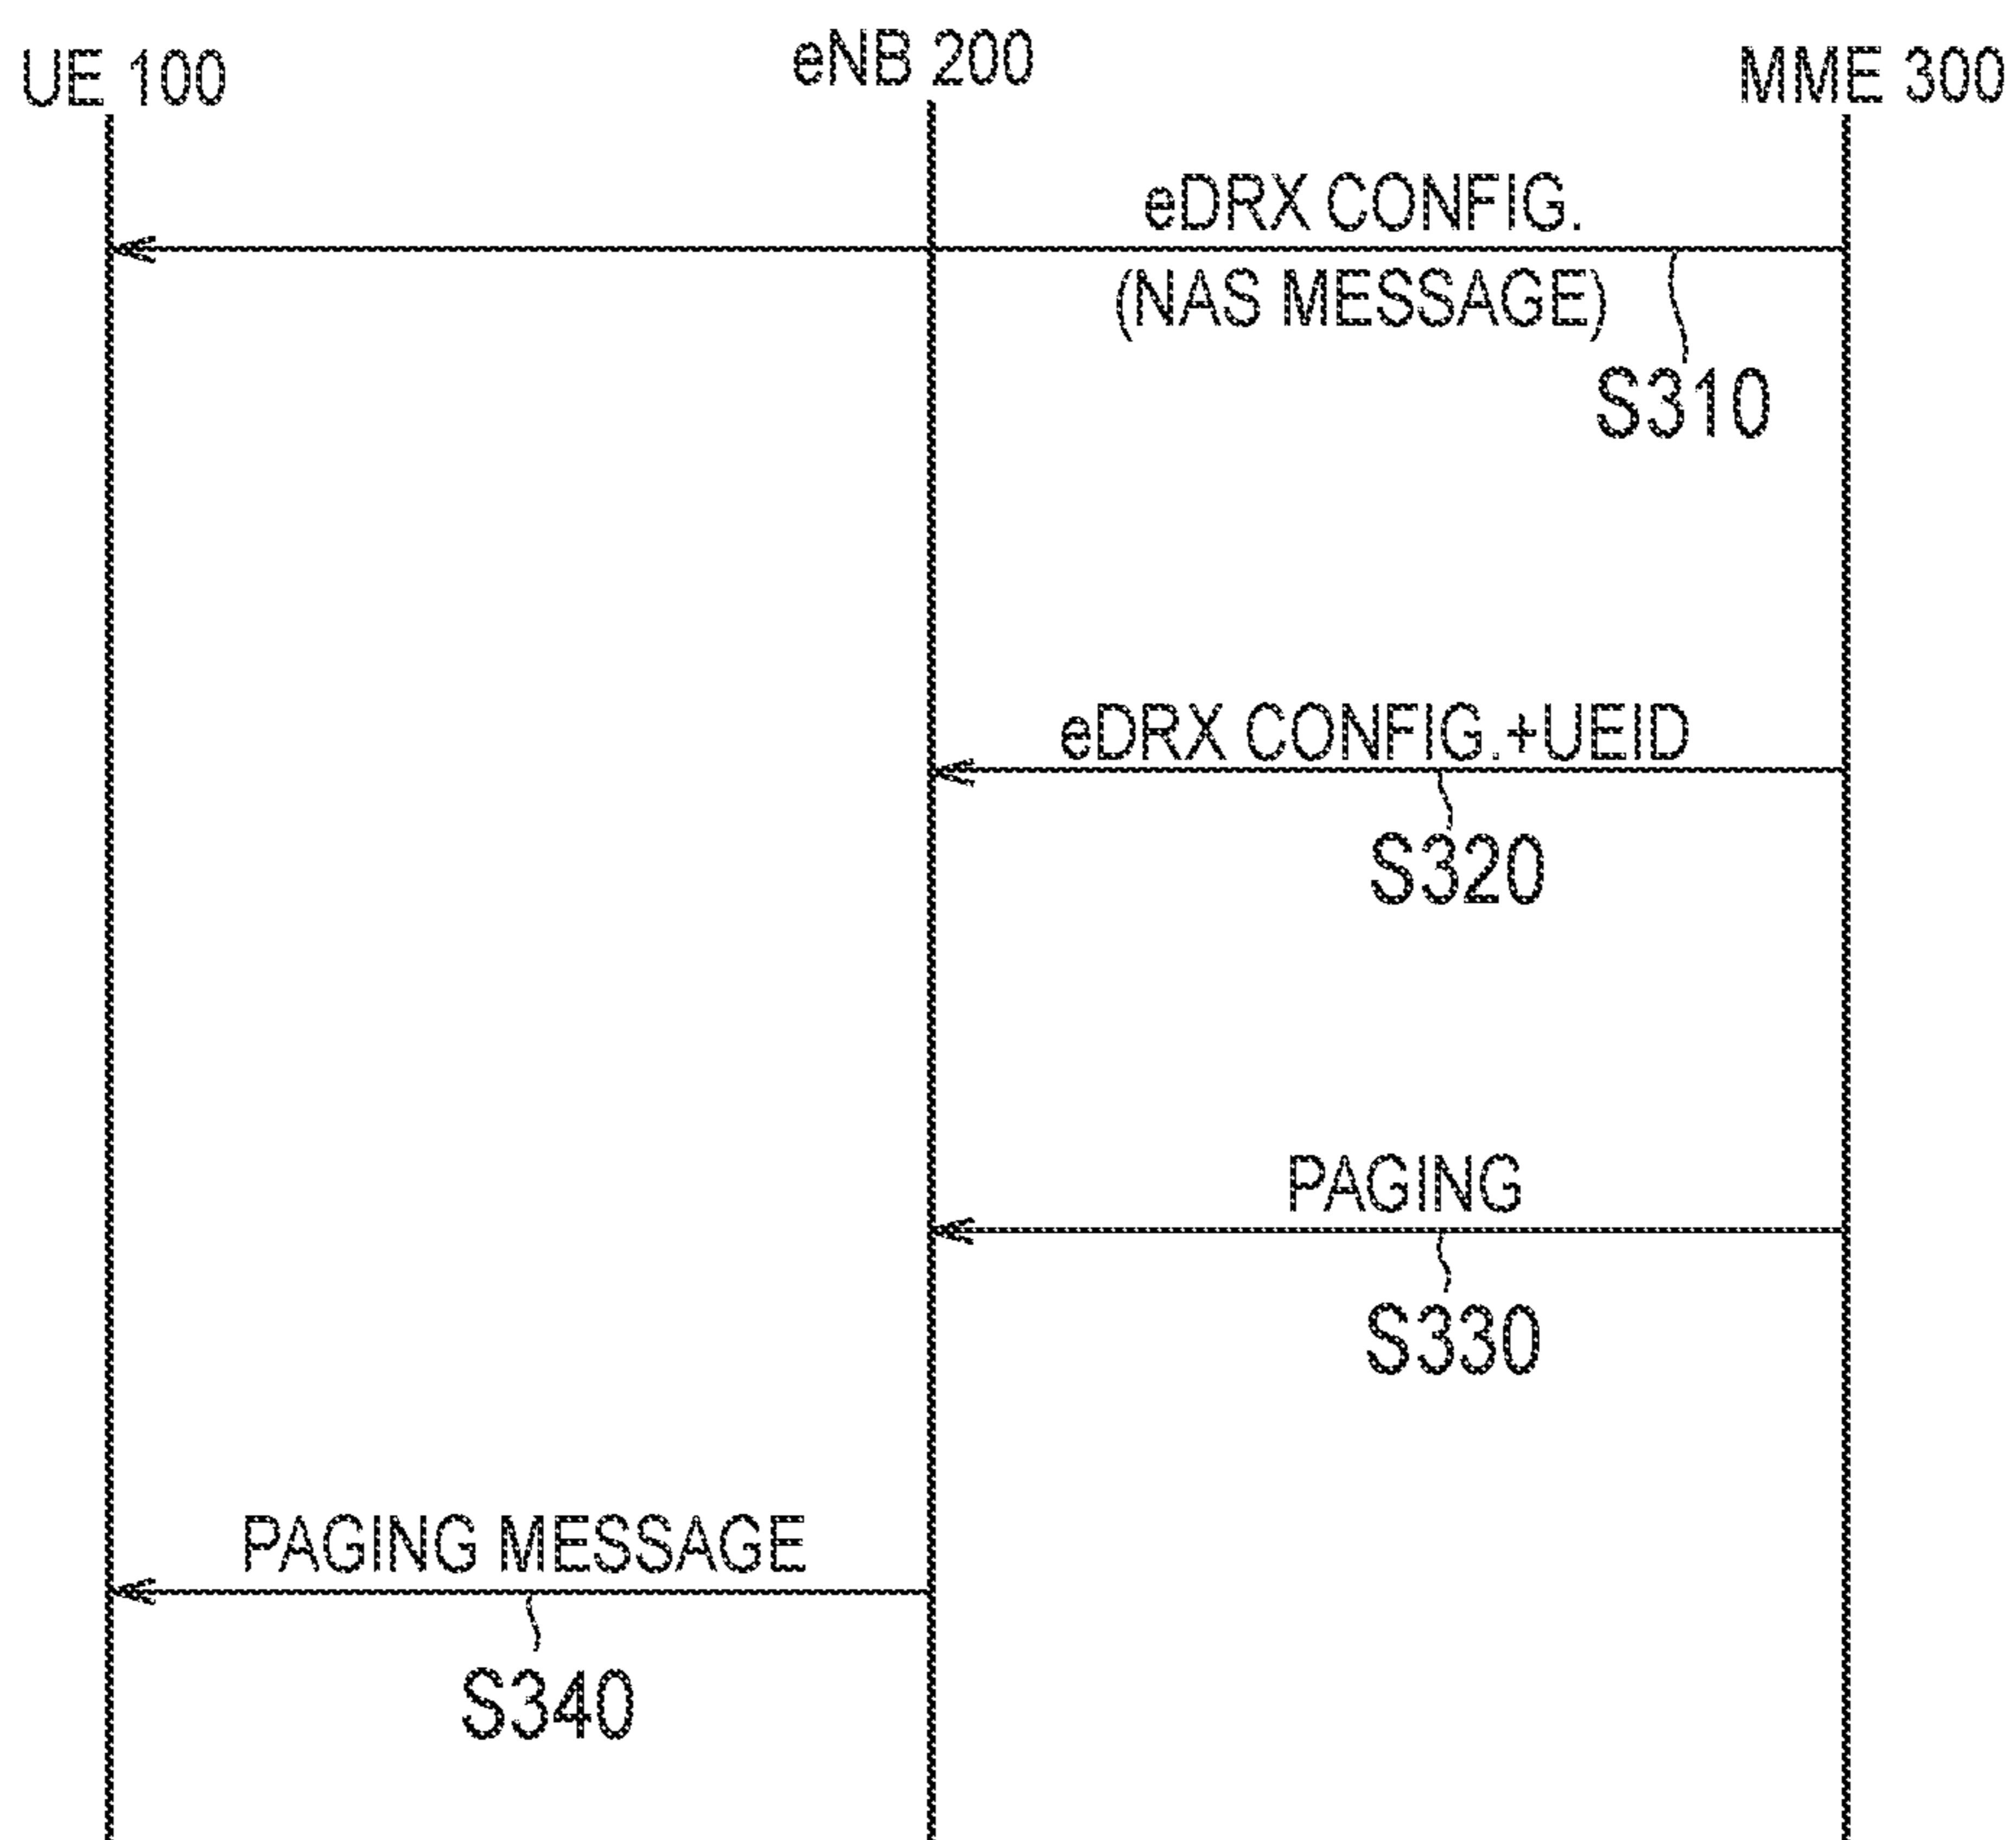 UE 100
eNB 200
MME 300
eDRX CONFIG.
(NAS MESSAGE)
S310
eDRX CONFIG.+UEID
S320
PAGING
S330
PAGING MESSAGE
S340